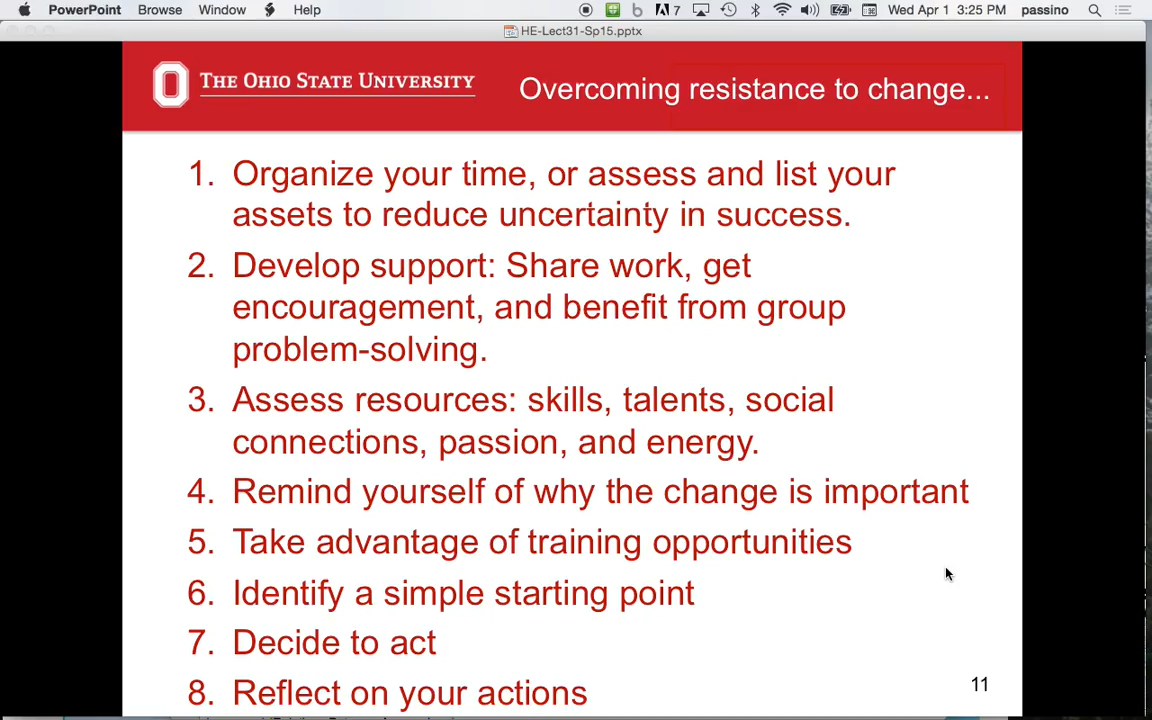 PowerPoint Browse Window Help 7 Wed Apr 1 3:25 PM passino
HE-Lect31-Sp15.pptx
THE OHIO STATE UNIVERSITY
Overcoming resistance to change...
1. Organize your time, or assess and list your
assets to reduce uncertainty in success.
2. Develop support: Share work, get
encouragement, and benefit from group
problem-solving.
3. Assess resources: skills, talents, social
connections, passion, and energy.
4. Remind yourself of why the change is important
5. Take advantage of training opportunities
6. Identify a simple starting point
7. Decide to act
8. Reflect on your actions
11